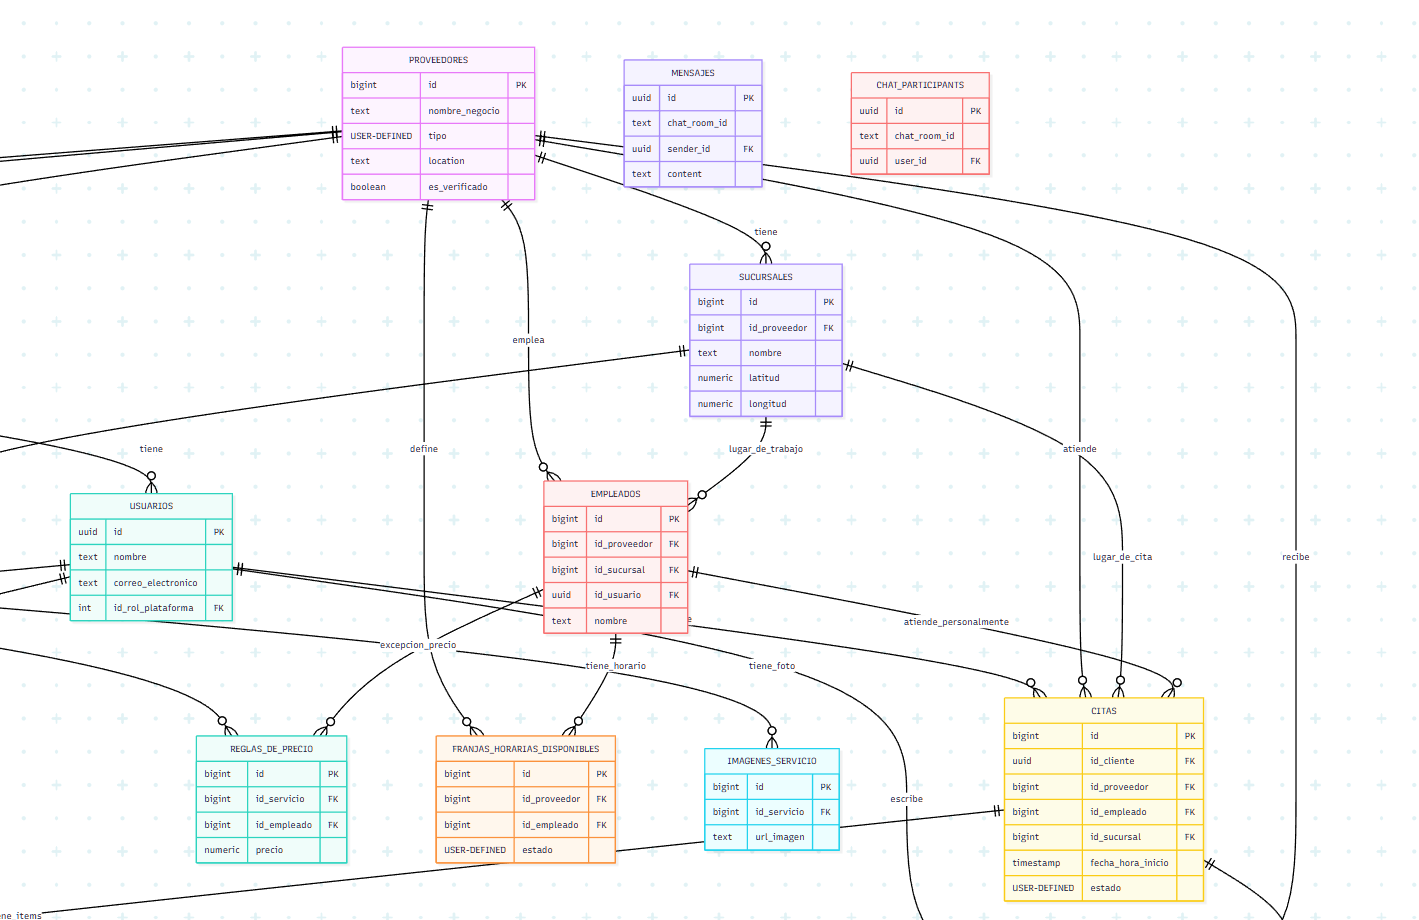 PROVEEDORES
bigint id PK
text nombre_negocio
USER-DEFINED tipo
text location
boolean es_verificado
MENSAJES
uuid id PK
text chat_room_id
uuid sender_id FK
text content
CHAT_PARTICIPANTS
uuid id PK
text chat_room_id
uuid user_id FK
tiene
SUCURSALES
bigint id PK
bigint id_proveedor FK
text nombre
numeric latitud
numeric longitud
emplea
tiene
define
lugar_de_trabajo
atiende
USUARIOS
uuid id PK
text nombre
text correo_electronico
int id_rol_plataforma FK
EMPLEADOS
bigint id PK
bigint id_proveedor FK
bigint id_sucursal FK
uuid id_usuario FK
text nombre
lugar_de_cita
recibe
atiende_personalmente
excepcion_precio
tiene_horario
tiene_foto
REGLAS_DE_PRECIO
bigint id PK
bigint id_servicio FK
bigint id_empleado FK
numeric precio
FRANJAS_HORARIAS_DISPONIBLES
bigint id PK
bigint id_proveedor FK
bigint id_empleado FK
USER-DEFINED estado
IMAGENES_SERVICIO
bigint id PK
bigint id_servicio FK
text url_imagen
escribe
CITAS
bigint id PK
uuid id_cliente FK
bigint id_proveedor FK
bigint id_empleado FK
bigint id_sucursal FK
timestamp fecha_hora_inicio
USER-DEFINED estado
ne_items